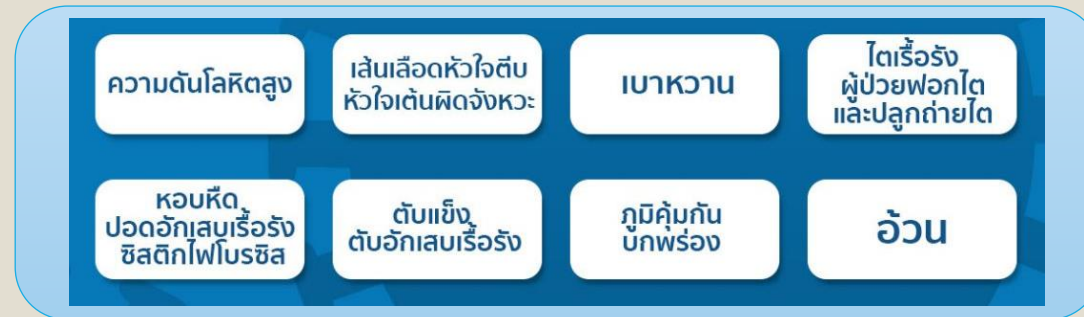 ความดันโลหิตสูง
เส้นเลือดหัวใจตีบ
หัวใจเต้นผิดจังหวะ
เบาหวาน
ไตเรื้อรัง
ผู้ป่วยฟอกไต
และปลูกถ่ายไต
หอบหืด
ปอดอักเสบเรื้อรัง
ซิสติกไฟโบรซิส
ตับแข็ง
ตับอักเสบเรื้อรัง
ภูมิคุ้มกัน
บกพร่อง
อ้วน